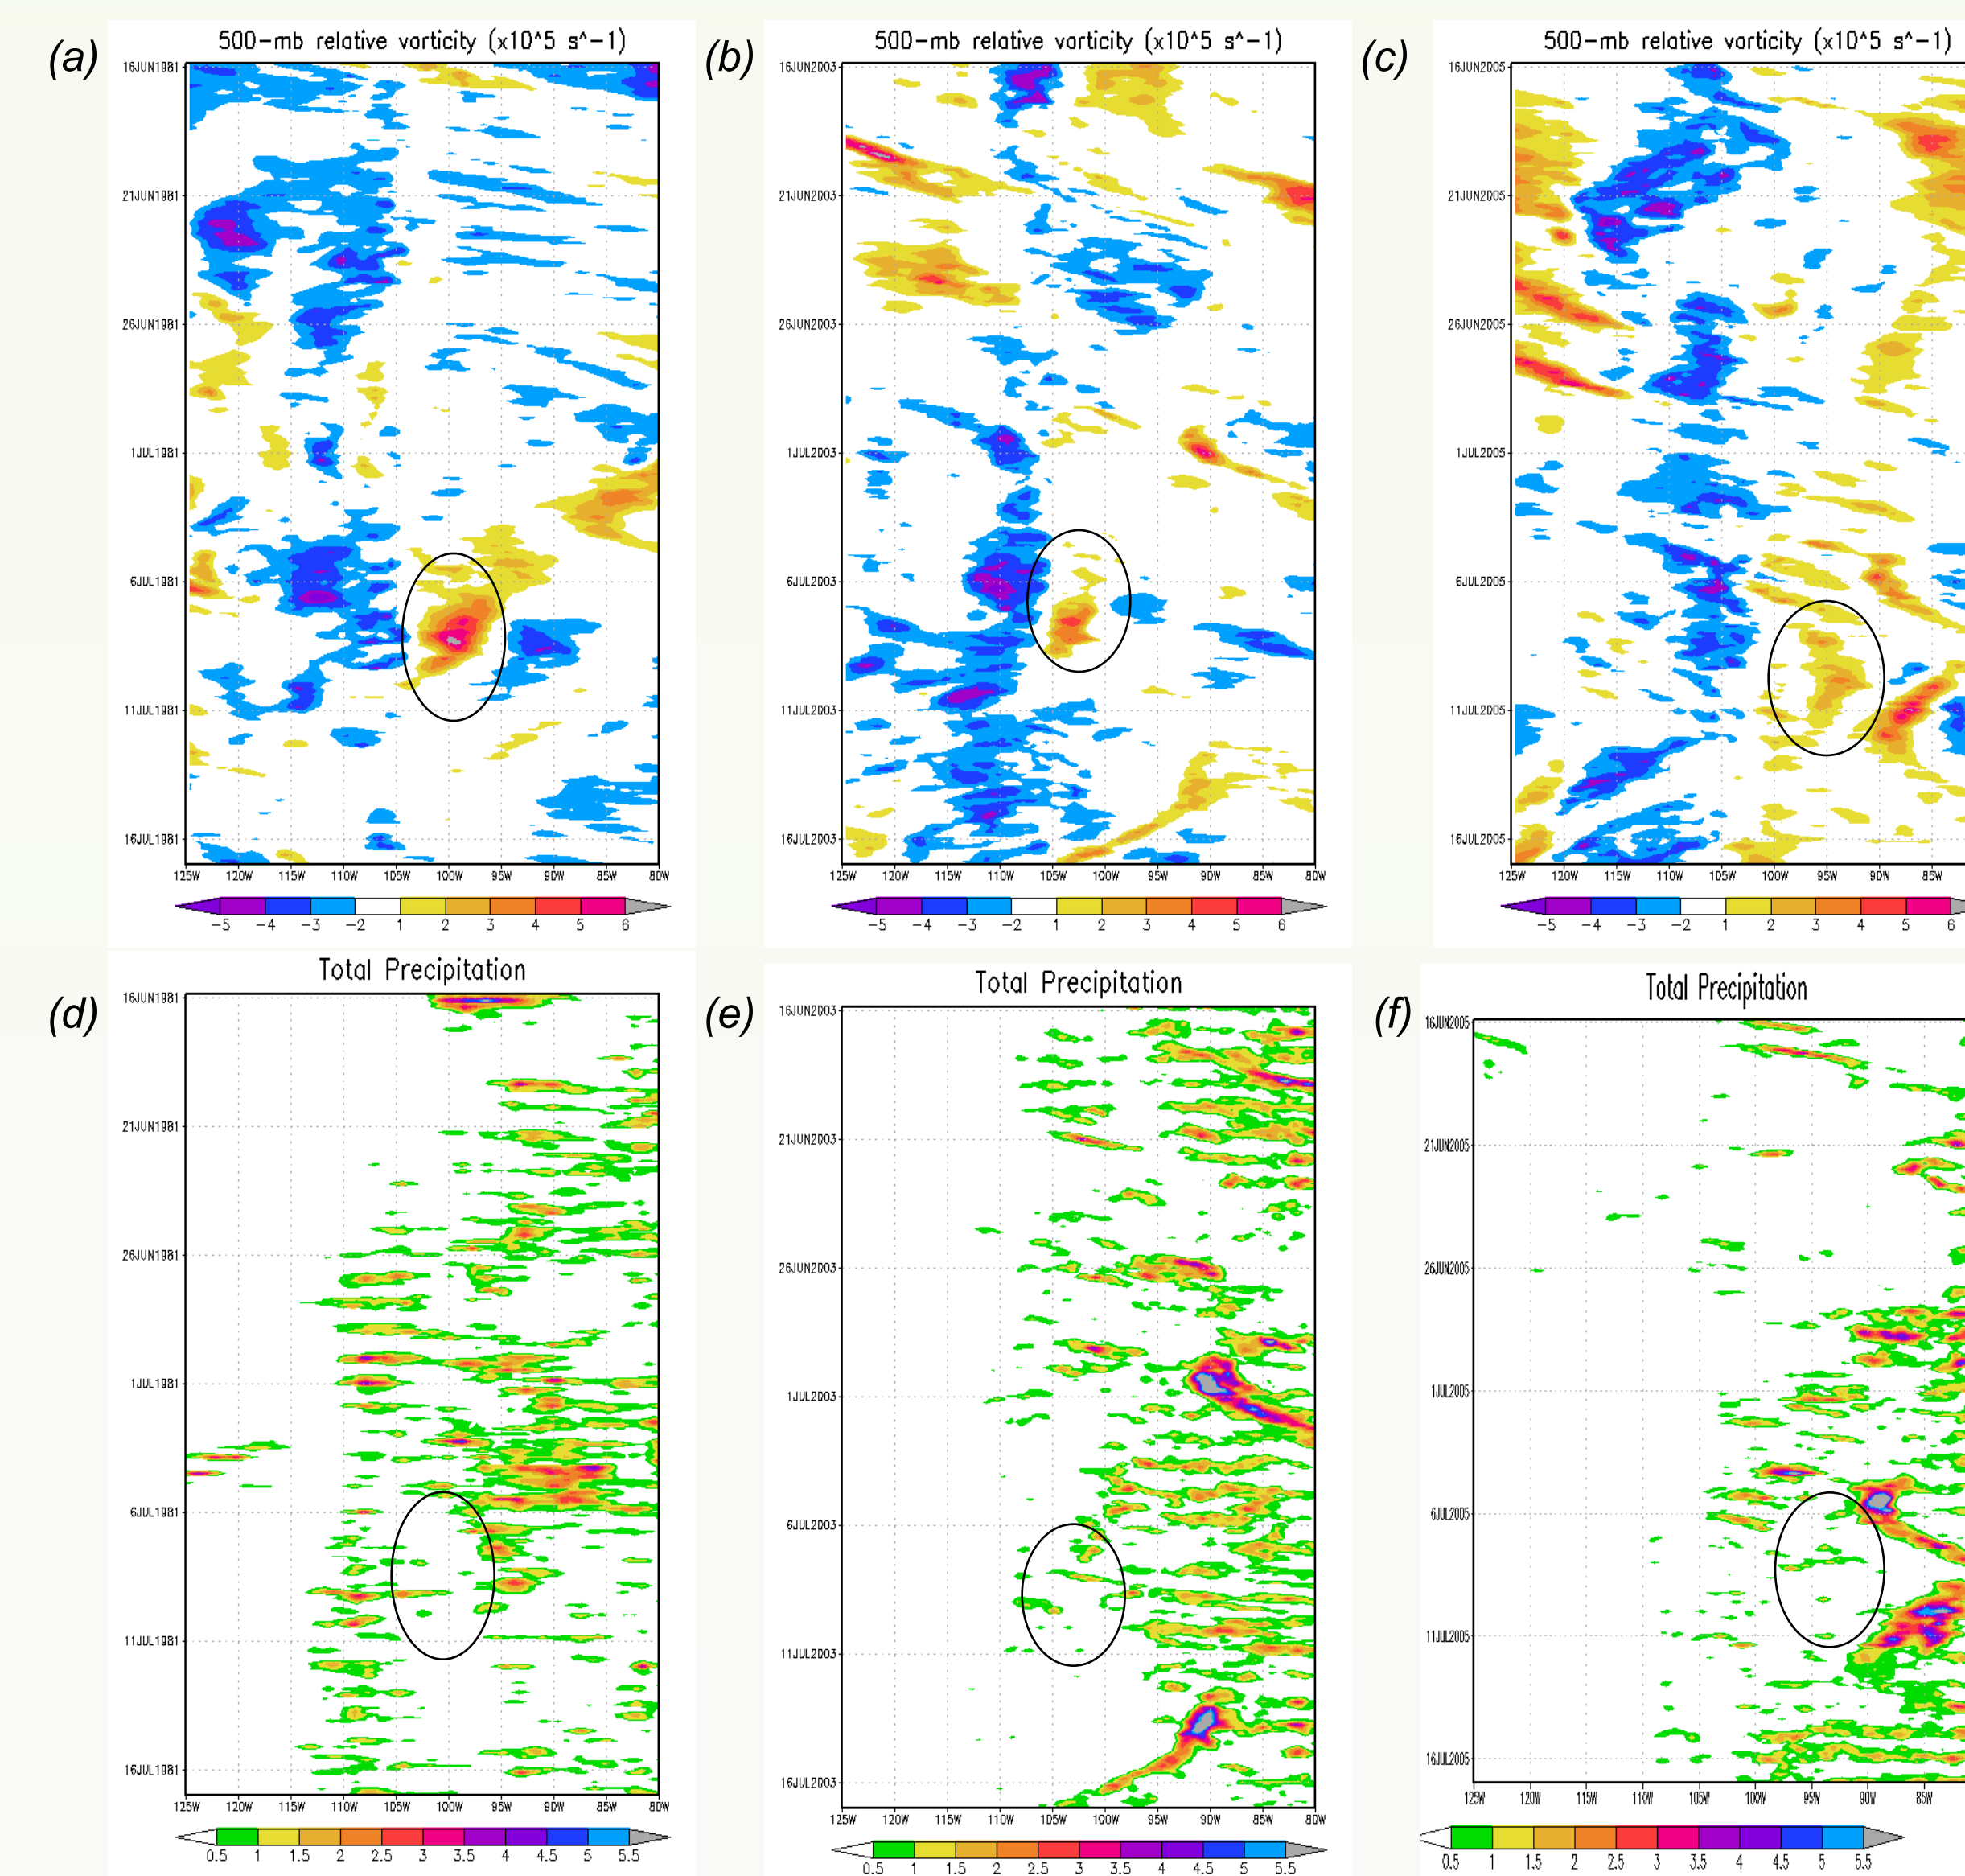 (a)
500-mb relative vorticity (x10^5 s^-1)
16JUN1981
21JUN1981
26JUN1981
1JUL1981
6JUL1981
11JUL1981
16JUL1981
125W 120W 115W 110W 105W 100W 95W 90W 85W 80W
-5 -4 -3 -2 1 2 3 4 5 6
(b)
500-mb relative vorticity (x10^5 s^-1)
16JUN2003
21JUN2003
26JUN2003
1JUL2003
6JUL2003
11JUL2003
16JUL2003
125W 120W 115W 110W 105W 100W 95W 90W 85W 80W
-5 -4 -3 -2 1 2 3 4 5 6
(c)
500-mb relative vorticity (x10^5 s^-1)
16JUN2005
21JUN2005
26JUN2005
1JUL2005
6JUL2005
11JUL2005
16JUL2005
125W 120W 115W 110W 105W 100W 95W 90W 85W
-5 -4 -3 -2 1 2 3 4 5 6
(d)
Total Precipitation
16JUN1981
21JUN1981
26JUN1981
1JUL1981
6JUL1981
11JUL1981
16JUL1981
125W 120W 115W 110W 105W 100W 95W 90W 85W 80W
0.5 1 1.5 2 2.5 3 3.5 4 4.5 5 5.5
(e)
Total Precipitation
16JUN2003
21JUN2003
26JUN2003
1JUL2003
6JUL2003
11JUL2003
16JUL2003
125W 120W 115W 110W 105W 100W 95W 90W 85W 80W
0.5 1 1.5 2 2.5 3 3.5 4 4.5 5 5.5
(f)
Total Precipitation
16JUN2005
21JUN2005
26JUN2005
1JUL2005
6JUL2005
11JUL2005
16JUL2005
125W 120W 115W 110W 105W 100W 95W 90W 85W
0.5 1 1.5 2 2.5 3 3.5 4 4.5 5 5.5